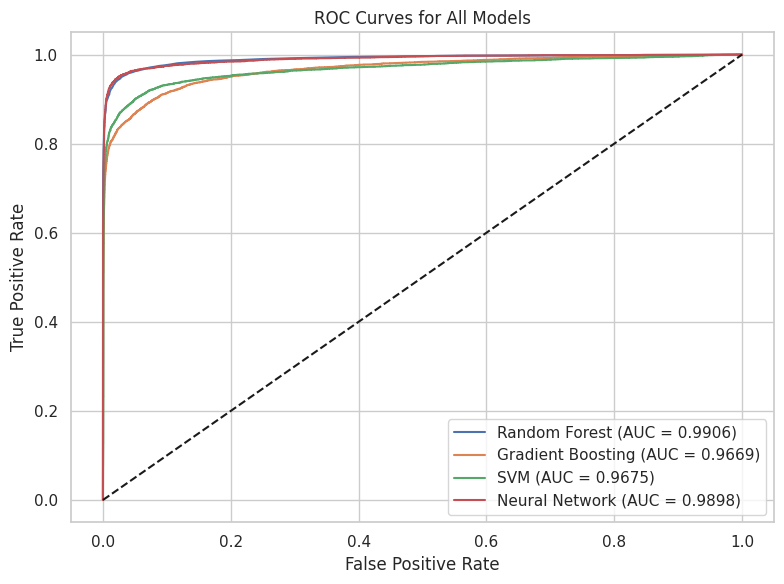 ROC Curves for All Models
True Positive Rate
1.0
0.8
0.6
0.4
0.2
0.0
Random Forest (AUC = 0.9906)
Gradient Boosting (AUC = 0.9669)
SVM (AUC = 0.9675)
Neural Network (AUC = 0.9898)
0.0 0.2 0.4 0.6 0.8 1.0
False Positive Rate